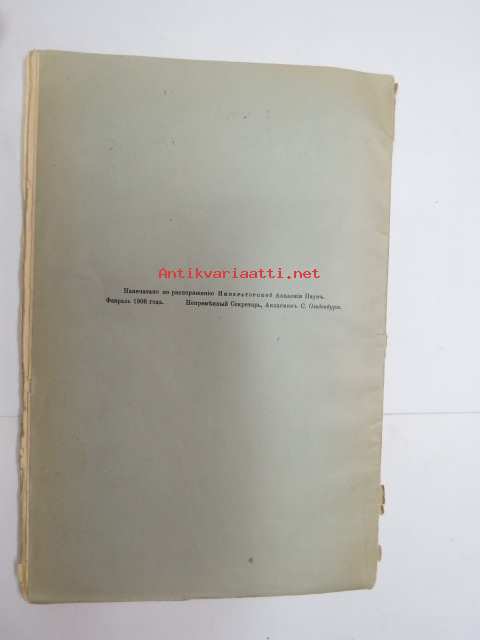 Antikvariaatti.net
Напечатано по распоряженію Императорской Академіи Наукъ.
Февраль 1908 года. Непремѣнный Секретарь, Академикъ С. Ольденбургъ.